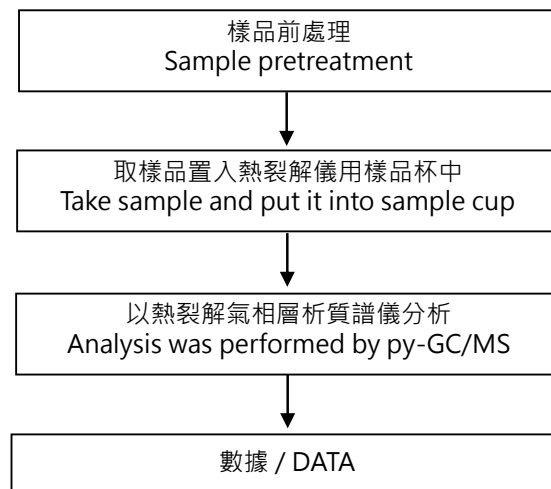 樣品前處理
Sample pretreatment
取樣品置入熱裂解儀用樣品杯中
Take sample and put it into sample cup
以熱裂解氣相層析質譜儀分析
Analysis was performed by py-GC/MS
數據 / DATA